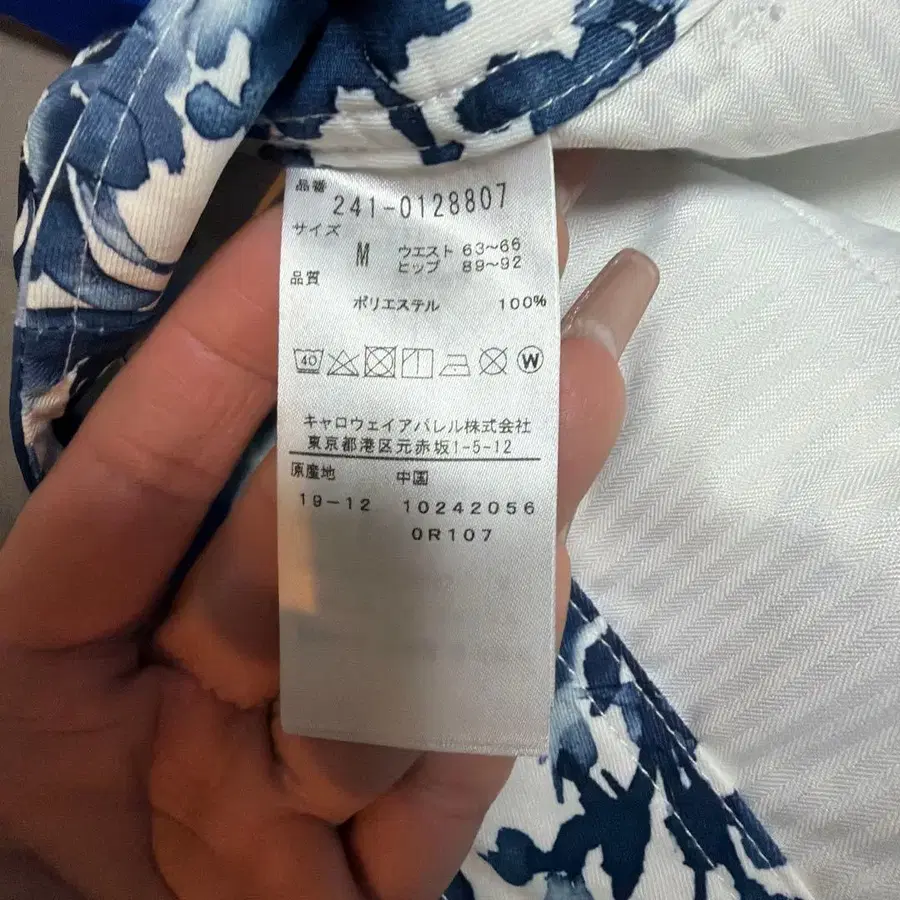 品番
241-0128807
サイズ
M ウエスト 63~66
ヒップ 89~92
品質
ポリエステル 100%
40 W
キャロウェイアパレル株式会社
東京都港区元赤坂1-5-12
原産地 中国
19-12 10242056
0R107